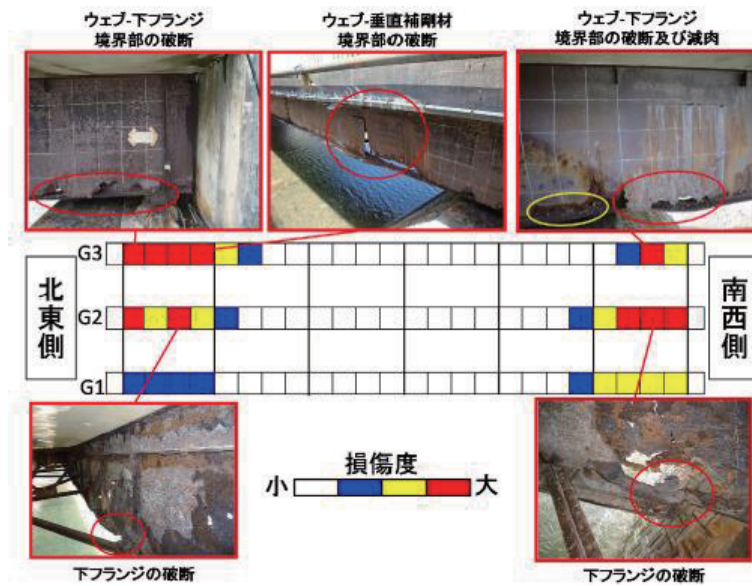 ウェブ-下フランジ
境界部の破断
ウェブ-垂直補剛材
境界部の破断
ウェブ-下フランジ
境界部の破断及び減肉
G3
北東側
南西側
G2
G1
損傷度
小
大
下フランジの破断
下フランジの破断